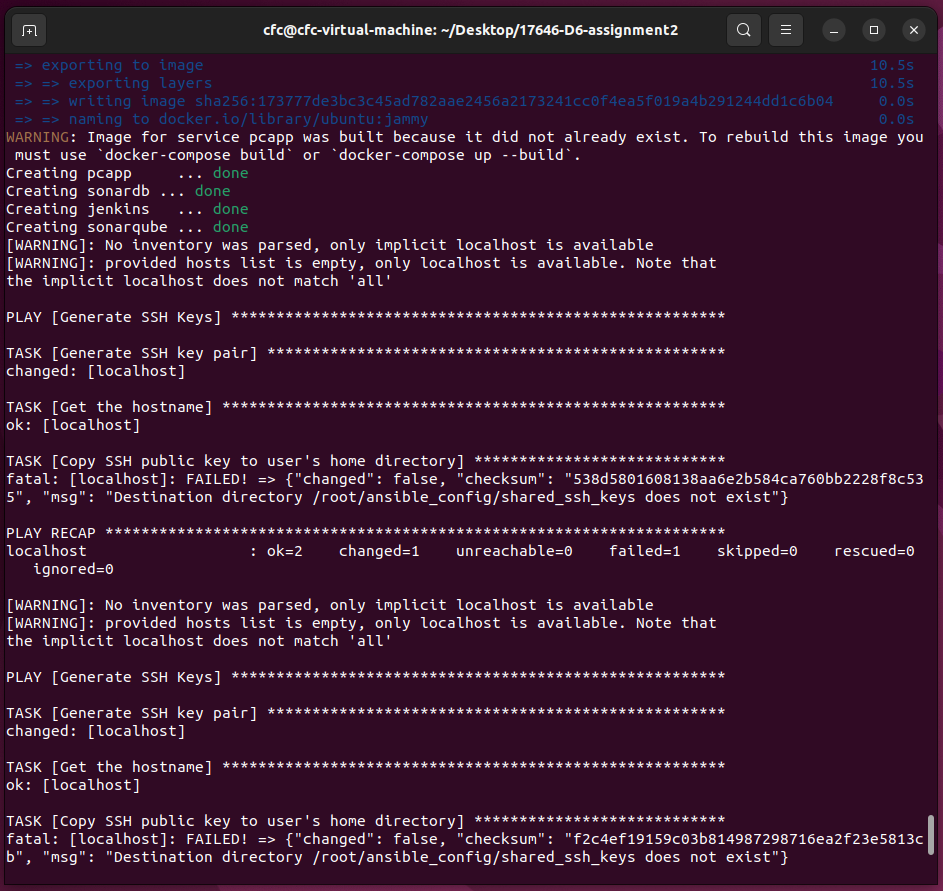 cfc@cfc-virtual-machine: ~/Desktop/17646-D6-assignment2
=> exporting to image 10.5s
=> => exporting layers 10.5s
=> => writing image sha256:173777de3bc3c45ad782aae2456a2173241cc0f4ea5f019a4b291244dd1c6b04 0.0s
=> => naming to docker.io/library/ubuntu:jammy 0.0s
WARNING: Image for service pcapp was built because it did not already exist. To rebuild this image you
 must use `docker-compose build` or `docker-compose up --build`.
Creating pcapp     ... done
Creating sonardb ... done
Creating jenkins   ... done
Creating sonarqube ... done
[WARNING]: No inventory was parsed, only implicit localhost is available
[WARNING]: provided hosts list is empty, only localhost is available. Note that
the implicit localhost does not match 'all'
PLAY [Generate SSH Keys] *******************************************************
TASK [Generate SSH key pair] ***************************************************
changed: [localhost]
TASK [Get the hostname] ********************************************************
ok: [localhost]
TASK [Copy SSH public key to user's home directory] ****************************
fatal: [localhost]: FAILED! => {"changed": false, "checksum": "538d5801608138aa6e2b584ca760bb2228f8c53
5", "msg": "Destination directory /root/ansible_config/shared_ssh_keys does not exist"}
PLAY RECAP *********************************************************************
localhost                  : ok=2    changed=1    unreachable=0    failed=1    skipped=0    rescued=0
   ignored=0
[WARNING]: No inventory was parsed, only implicit localhost is available
[WARNING]: provided hosts list is empty, only localhost is available. Note that
the implicit localhost does not match 'all'
PLAY [Generate SSH Keys] *******************************************************
TASK [Generate SSH key pair] ***************************************************
changed: [localhost]
TASK [Get the hostname] ********************************************************
ok: [localhost]
TASK [Copy SSH public key to user's home directory] ****************************
fatal: [localhost]: FAILED! => {"changed": false, "checksum": "f2c4ef19159c03b814987298716ea2f23e5813c
b", "msg": "Destination directory /root/ansible_config/shared_ssh_keys does not exist"}